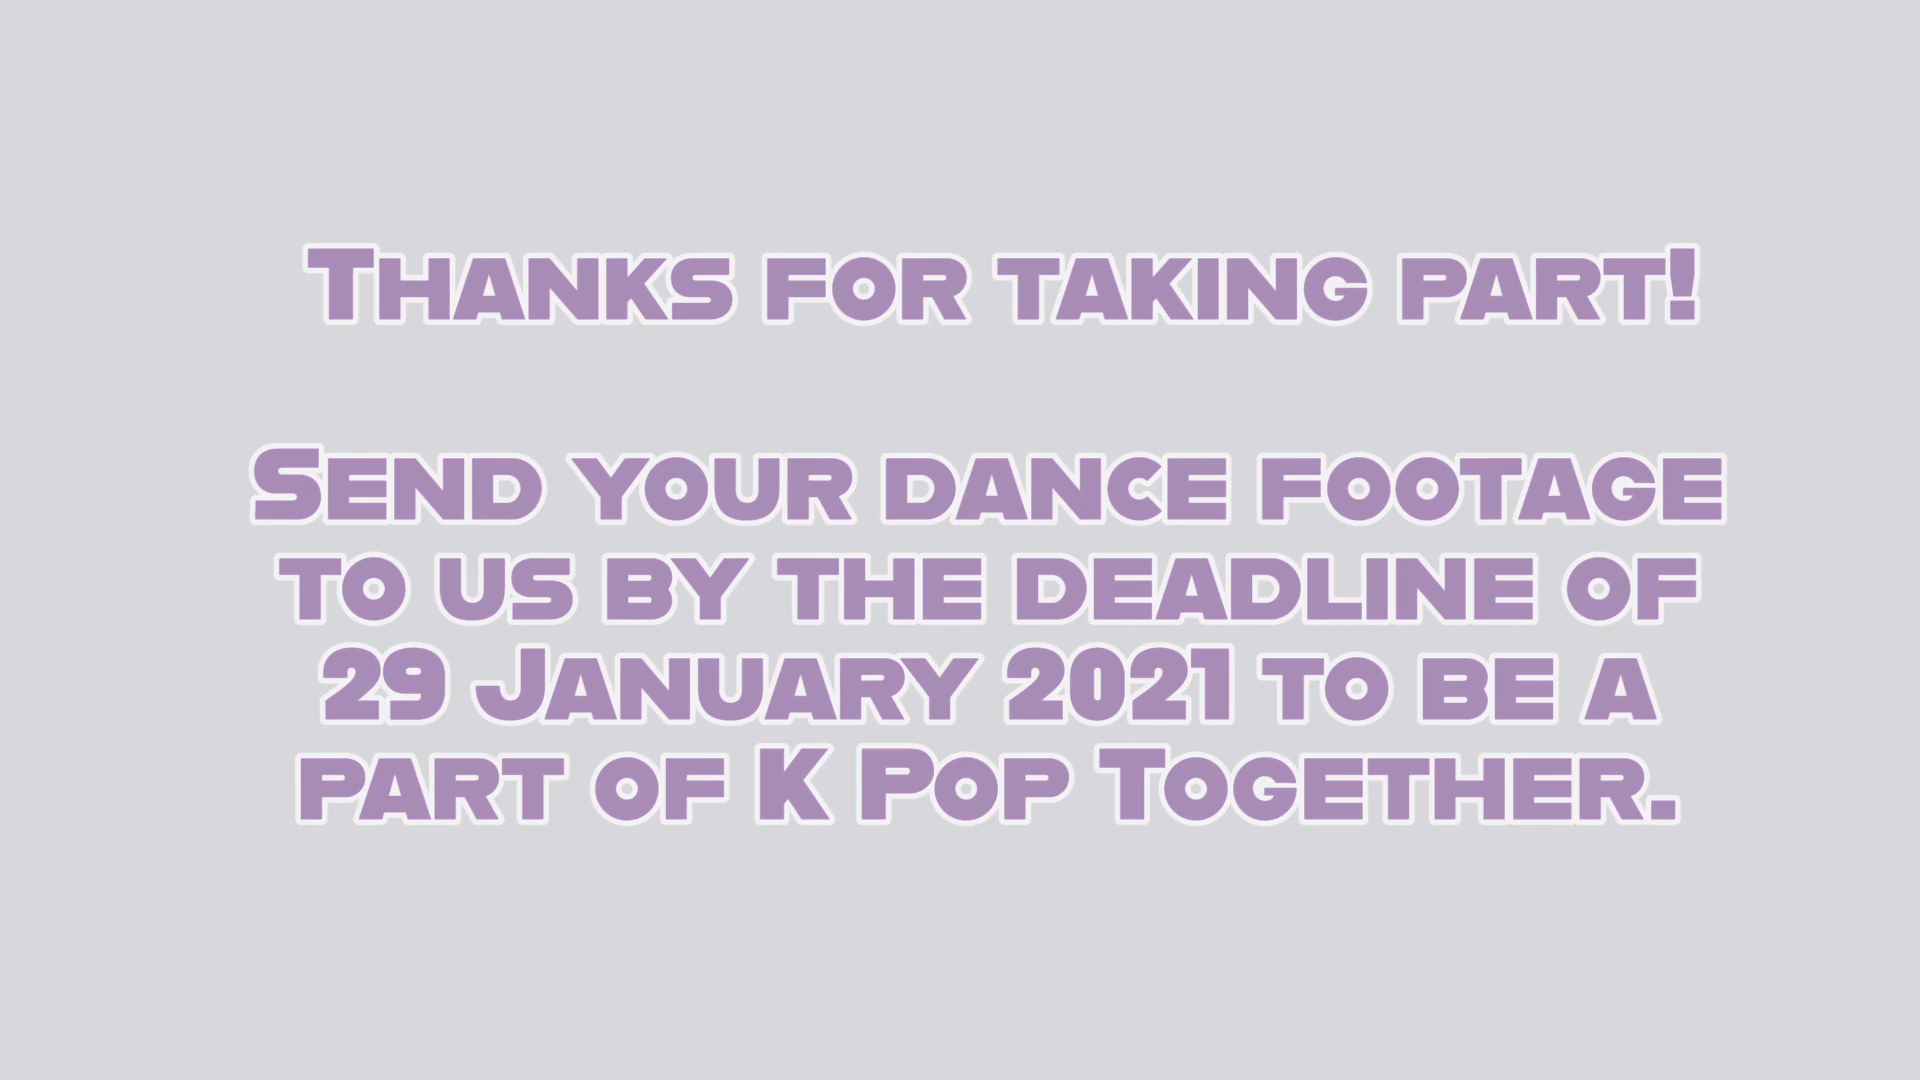 Thanks for taking part!
Send your dance footage
to us by the deadline of
29 January 2021 to be a
part of K Pop Together.